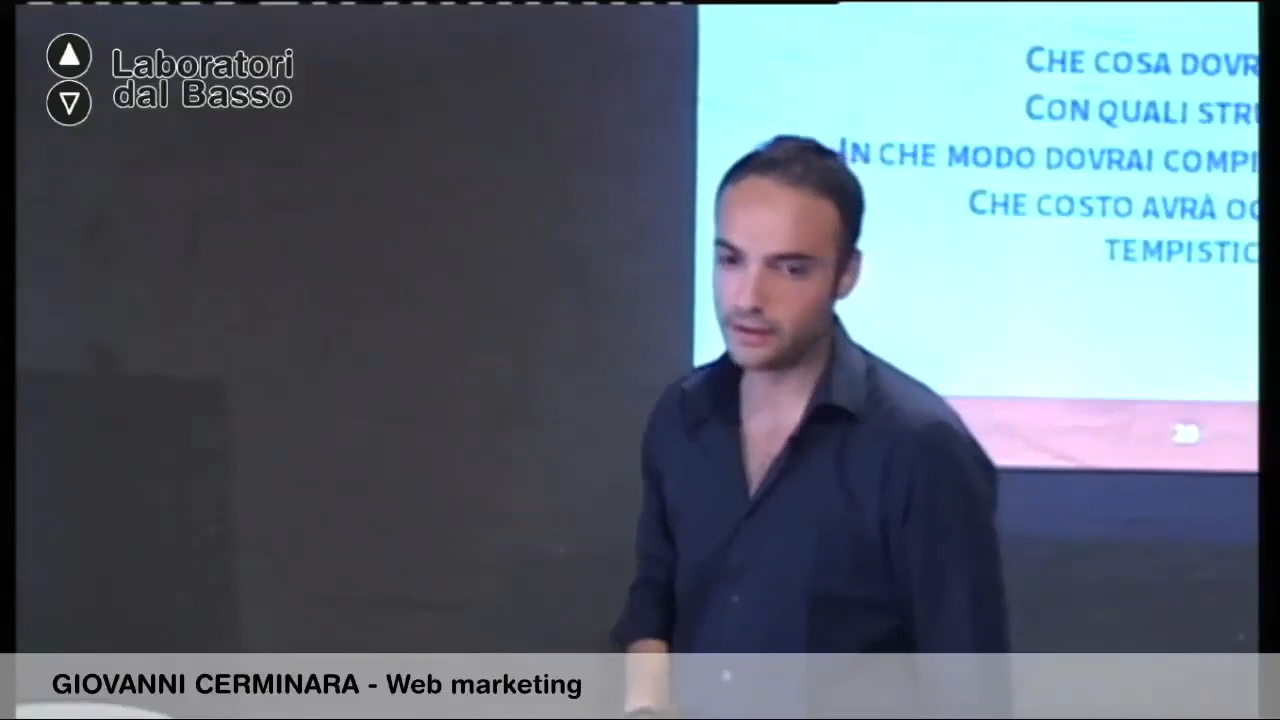 Laboratori
dal Basso
CHE COSA DOVR
CON QUALI STRU
IN CHE MODO DOVRAI COMPI
CHE COSTO AVRÀ OG
TEMPISTIC
GIOVANNI CERMINARA - Web marketing